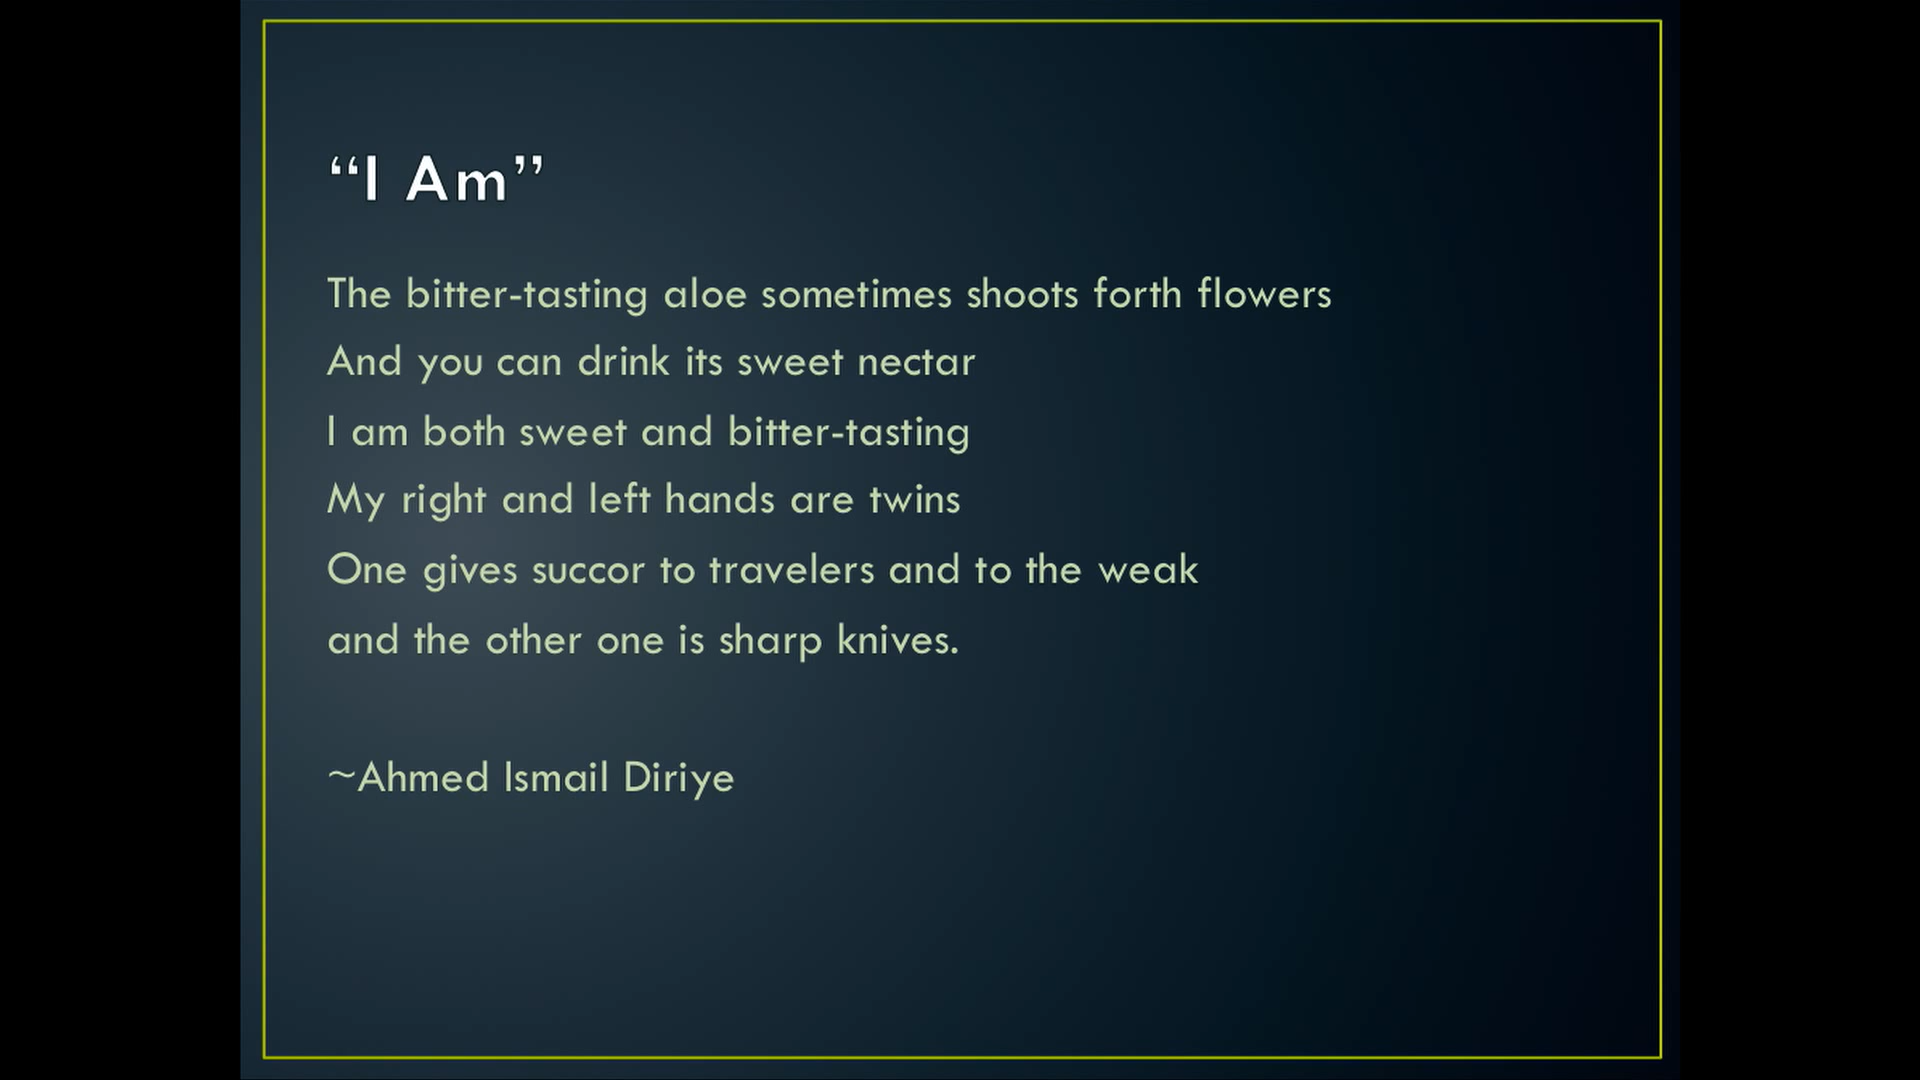 “I Am”
The bitter-tasting aloe sometimes shoots forth flowers
And you can drink its sweet nectar
I am both sweet and bitter-tasting
My right and left hands are twins
One gives succor to travelers and to the weak
and the other one is sharp knives.
~Ahmed Ismail Diriye